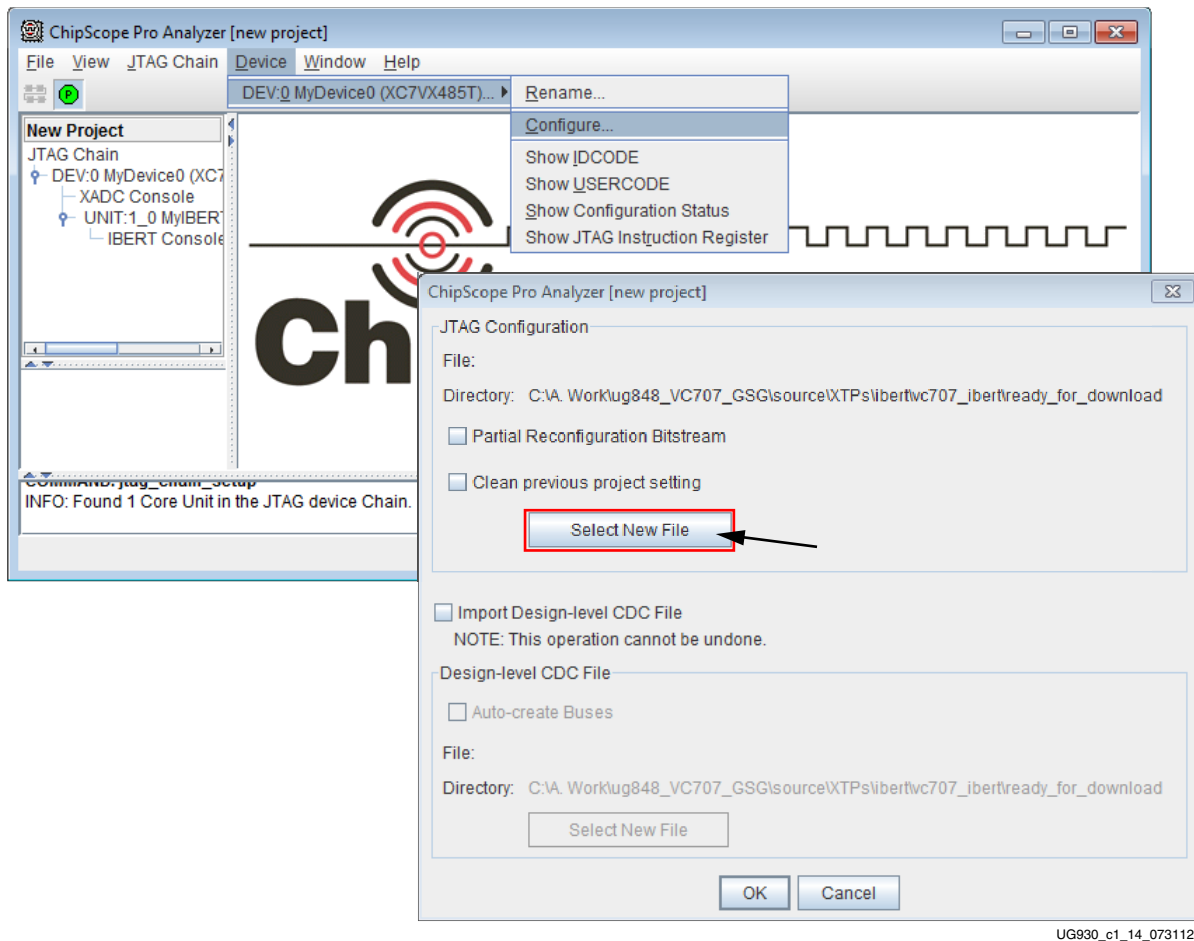 ChipScope Pro Analyzer [new project]
File View JTAG Chain Device Window Help
P
DEV:0 MyDevice0 (XC7VX485T)...
Rename...
Configure...
Show IDCODE
Show USERCODE
Show Configuration Status
Show JTAG Instruction Register
New Project
JTAG Chain
DEV:0 MyDevice0 (XC7
XADC Console
UNIT:1_0 MyIBER
IBERT Console
Ch
COMMAND: jtag_chain_setup
INFO: Found 1 Core Unit in the JTAG device Chain.
ChipScope Pro Analyzer [new project]
JTAG Configuration
File:
Directory: C:\A. Work\ug848_VC707_GSG\source\XTPs\ibert\vc707_ibert\ready_for_download
Partial Reconfiguration Bitstream
Clean previous project setting
Select New File
Import Design-level CDC File
NOTE: This operation cannot be undone.
Design-level CDC File
Auto-create Buses
File:
Directory: C:\A. Work\ug848_VC707_GSG\source\XTPs\ibert\vc707_ibert\ready_for_download
Select New File
OK Cancel
UG930_c1_14_073112